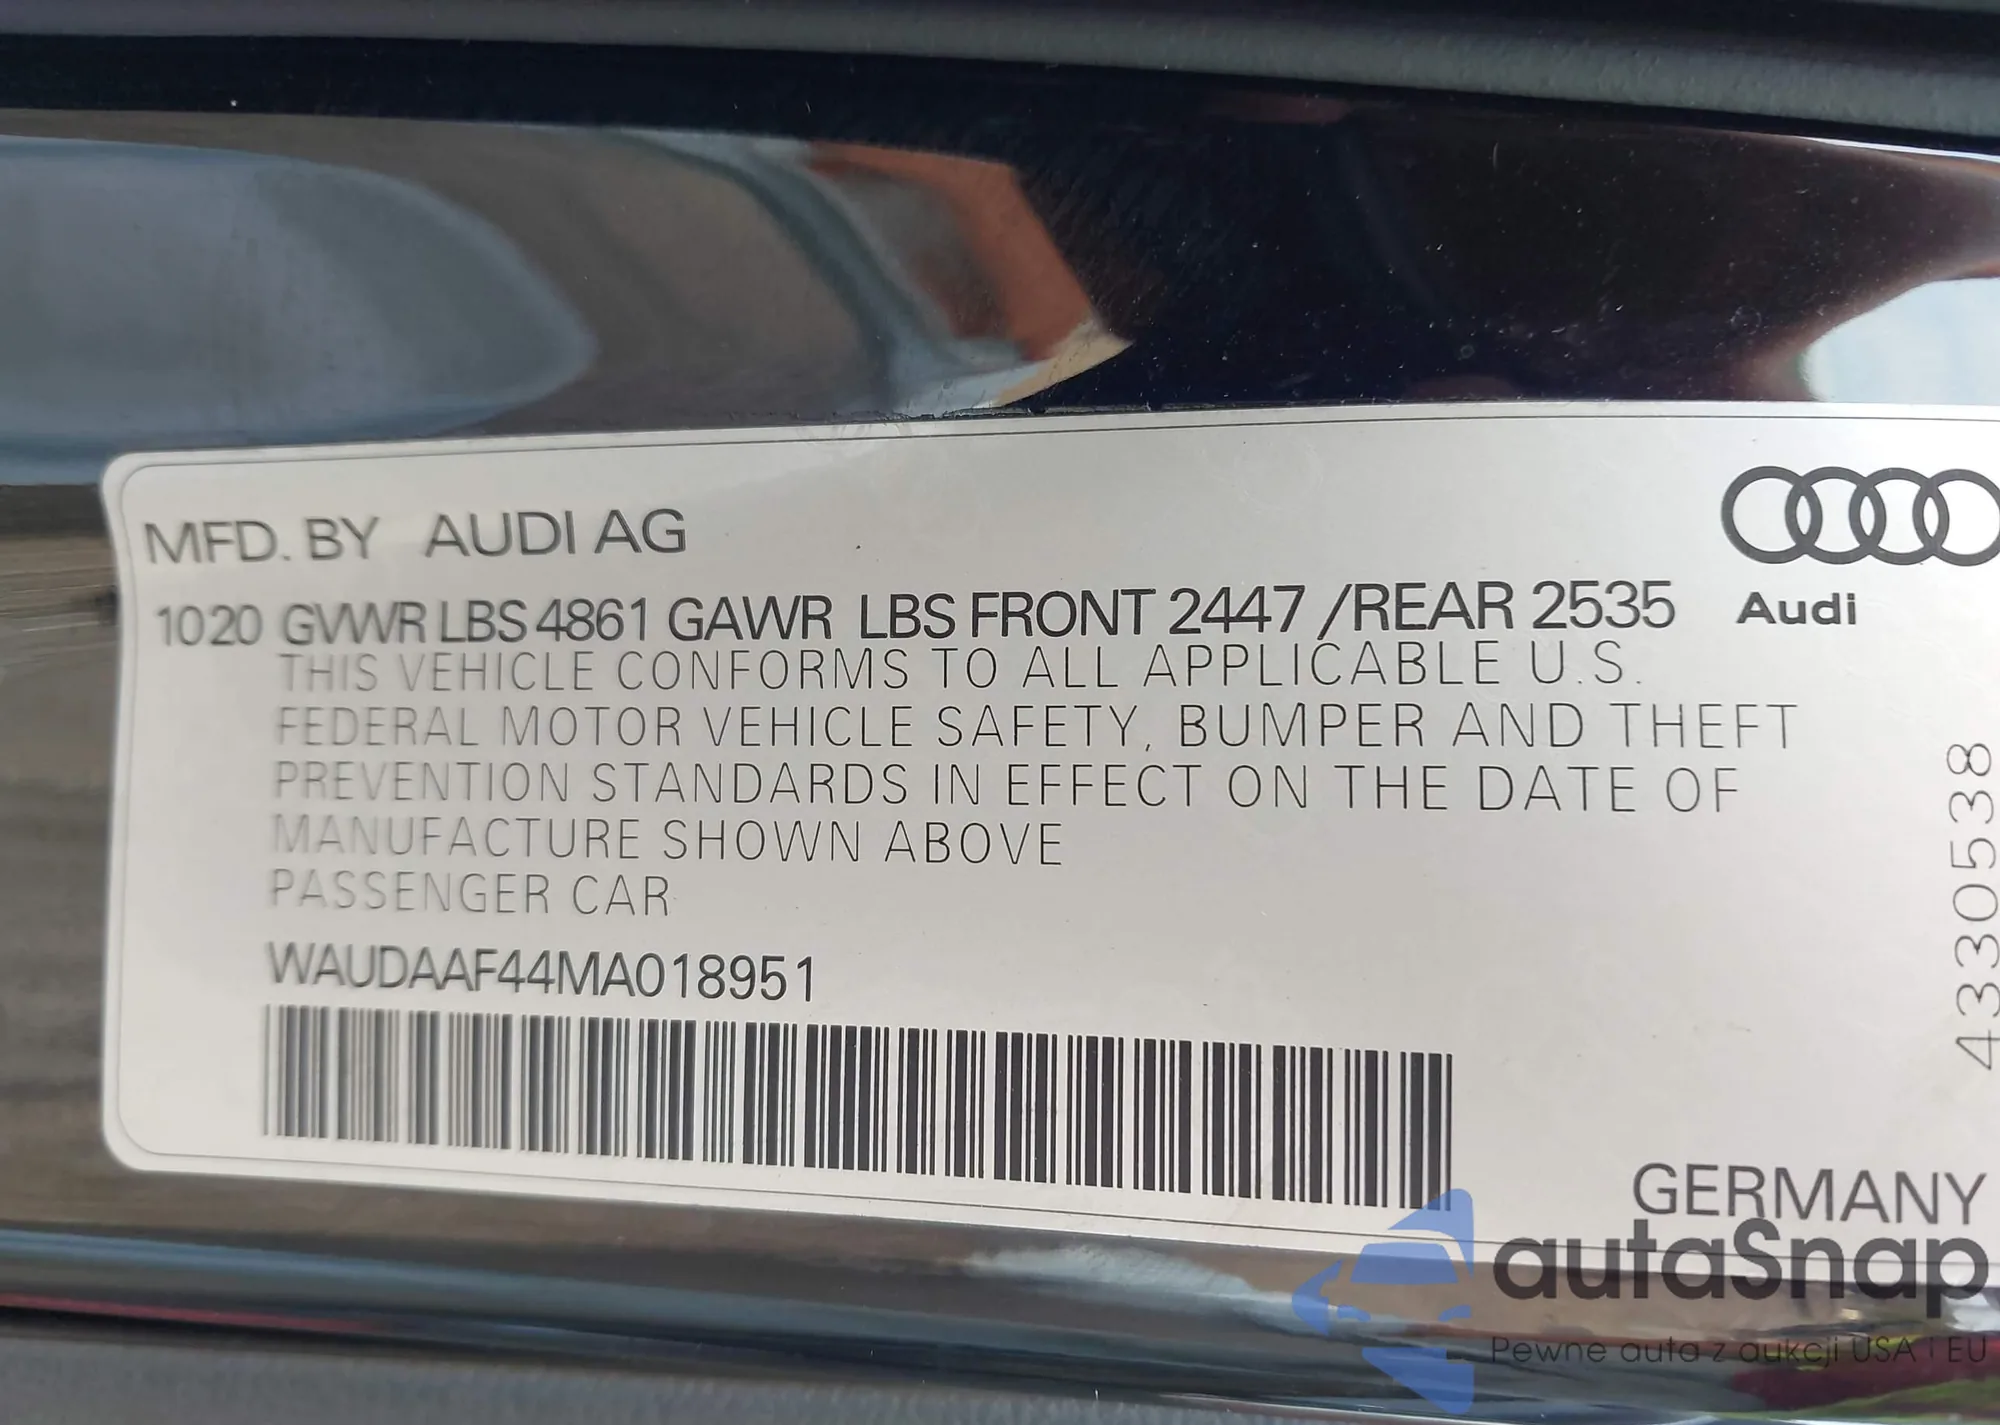 MFD. BY AUDI AG
1020 GVWR LBS 4861 GAWR LBS FRONT 2447 /REAR 2535
Audi
THIS VEHICLE CONFORMS TO ALL APPLICABLE U.S.
FEDERAL MOTOR VEHICLE SAFETY, BUMPER AND THEFT
PREVENTION STANDARDS IN EFFECT ON THE DATE OF
MANUFACTURE SHOWN ABOVE
PASSENGER CAR
WAUDAAF44MA018951
4330538
GERMANY
autaSnap
Pewne auta z aukcji USA i EU